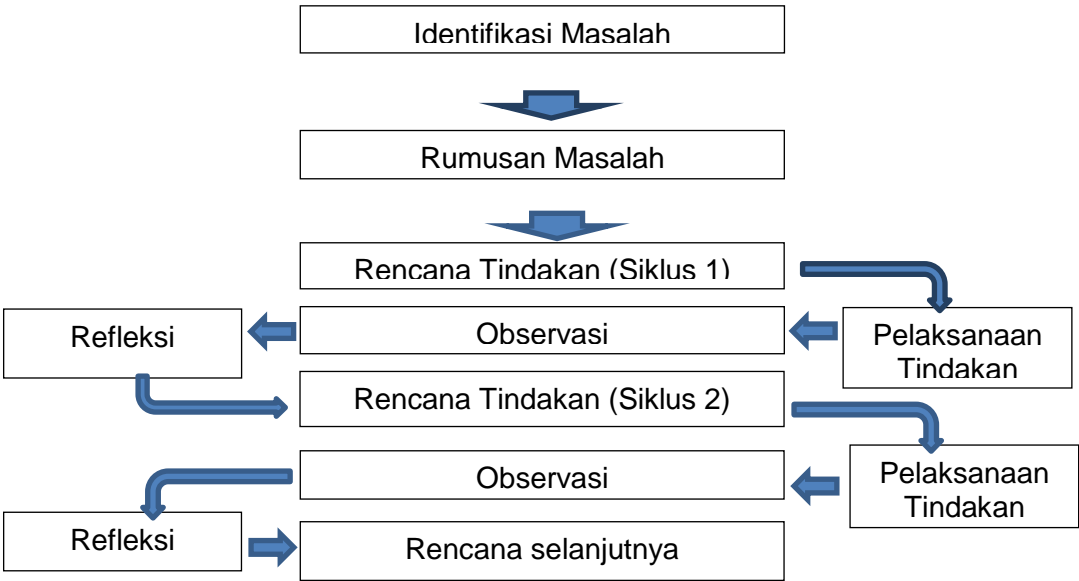 Identifikasi Masalah
Rumusan Masalah
Rencana Tindakan (Siklus 1)
Pelaksanaan
Tindakan
Observasi
Refleksi
Rencana Tindakan (Siklus 2)
Pelaksanaan
Tindakan
Observasi
Refleksi
Rencana selanjutnya